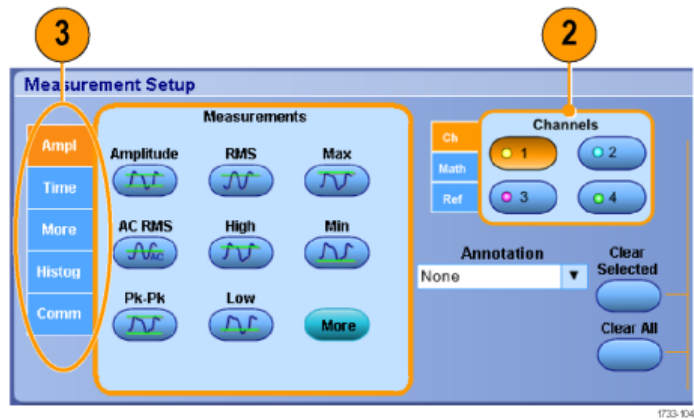 3
2
Measurement Setup
Ampl
Time
More
Histog
Comm
Measurements
Amplitude RMS Max
AC RMS High Min
AC
Pk-Pk Low
More
Ch
Math
Ref
Channels
1 2
3 4
Annotation
None
Clear
Selected
Clear All
1733-104